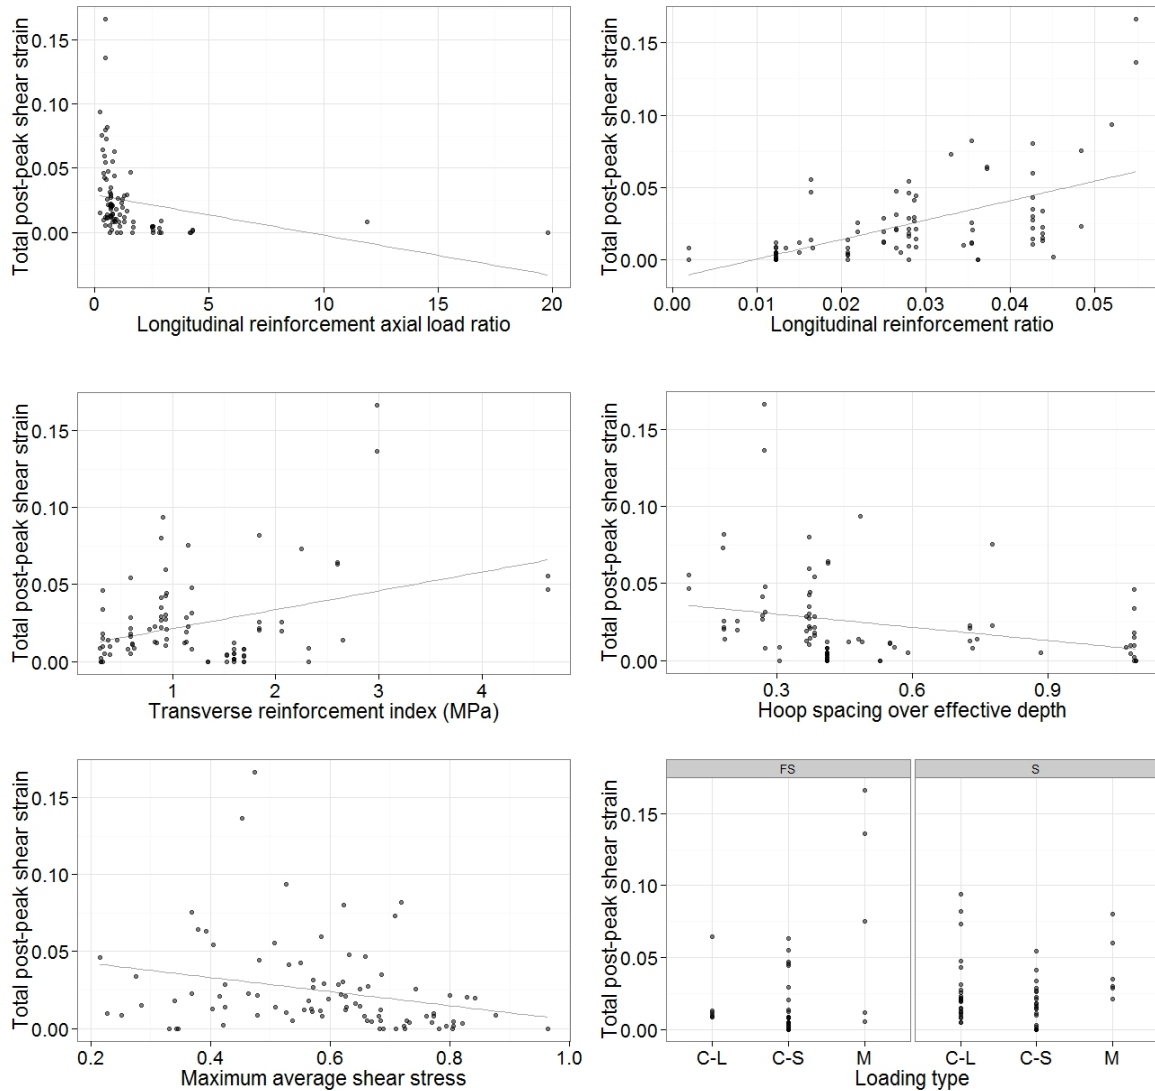 Total post-peak shear strain
0.15
0.10
0.05
0.00
0 5 10 15 20
Longitudinal reinforcement axial load ratio
Total post-peak shear strain
0.15
0.10
0.05
0.00
0.00 0.01 0.02 0.03 0.04 0.05
Longitudinal reinforcement ratio
Total post-peak shear strain
0.15
0.10
0.05
0.00
1 2 3 4
Transverse reinforcement index (MPa)
Total post-peak shear strain
0.15
0.10
0.05
0.00
0.3 0.6 0.9
Hoop spacing over effective depth
Total post-peak shear strain
0.15
0.10
0.05
0.00
0.2 0.4 0.6 0.8 1.0
Maximum average shear stress
FS S
Total post-peak shear strain
0.15
0.10
0.05
0.00
C-L C-S M C-L C-S M
Loading type